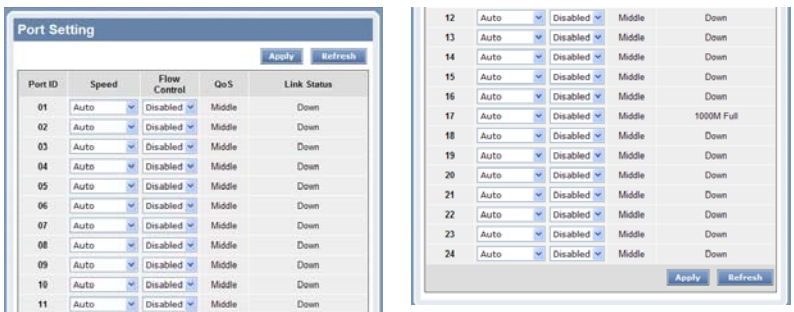 Port Setting
Apply Refresh
Port ID Speed Flow Control QoS Link Status
01 Auto Disabled Middle Down
02 Auto Disabled Middle Down
03 Auto Disabled Middle Down
04 Auto Disabled Middle Down
05 Auto Disabled Middle Down
06 Auto Disabled Middle Down
07 Auto Disabled Middle Down
08 Auto Disabled Middle Down
09 Auto Disabled Middle Down
10 Auto Disabled Middle Down
11 Auto Disabled Middle Down
12 Auto Disabled Middle Down
13 Auto Disabled Middle Down
14 Auto Disabled Middle Down
15 Auto Disabled Middle Down
16 Auto Disabled Middle Down
17 Auto Disabled Middle 1000M Full
18 Auto Disabled Middle Down
19 Auto Disabled Middle Down
20 Auto Disabled Middle Down
21 Auto Disabled Middle Down
22 Auto Disabled Middle Down
23 Auto Disabled Middle Down
24 Auto Disabled Middle Down
Apply Refresh